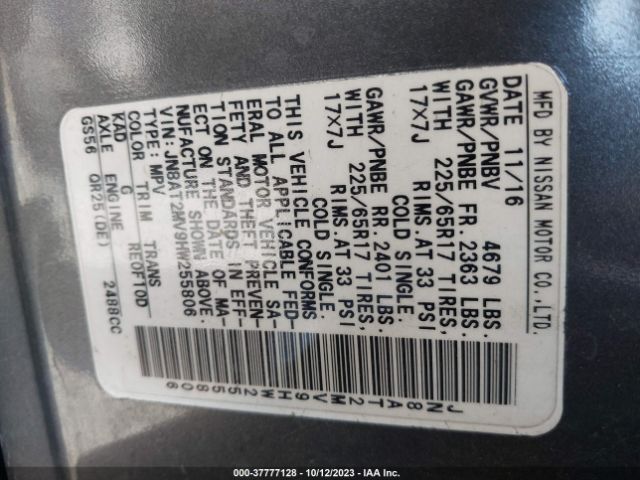 MFD BY NISSAN MOTOR CO.,LTD.
DATE 11/16
GVWR/PNBV 4679 LBS.
GAWR/PNBE FR. 2363 LBS.
WITH 225/65R17 TIRES,
17X7J RIMS.AT 33 PSI
COLD SINGLE.
GAWR/PNBE RR. 2401 LBS.
WITH 225/65R17 TIRES,
17X7J RIMS AT 33 PSI
COLD SINGLE.
THIS VEHICLE CONFORMS
TO ALL APPLICABLE FED-
ERAL MOTOR VEHICLE SA-
FETY AND THEFT PREVEN-
TION STANDARDS IN EFF-
ECT ON THE DATE OF MA-
NUFACTURE SHOWN ABOVE.
VIN: JN8AT2MV9HW255806
TYPE: MPV
COLOR TRIM TRANS
KAD G RE0F10D
AXLE ENGINE
GS56 QR25(DE) 2488CC
JN8AT2MV9HW255806
000-37777128 - 10/12/2023 - IAA Inc.